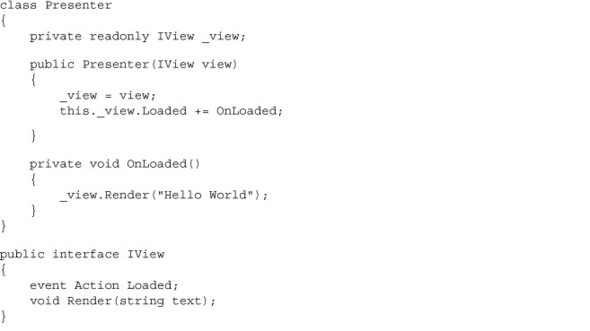 class Presenter
{
    private readonly IView _view;
    public Presenter(IView view)
    {
        _view = view;
        this._view.Loaded += OnLoaded;
    }
    private void OnLoaded()
    {
        _view.Render("Hello World");
    }
}
public interface IView
{
    event Action Loaded;
    void Render(string text);
}